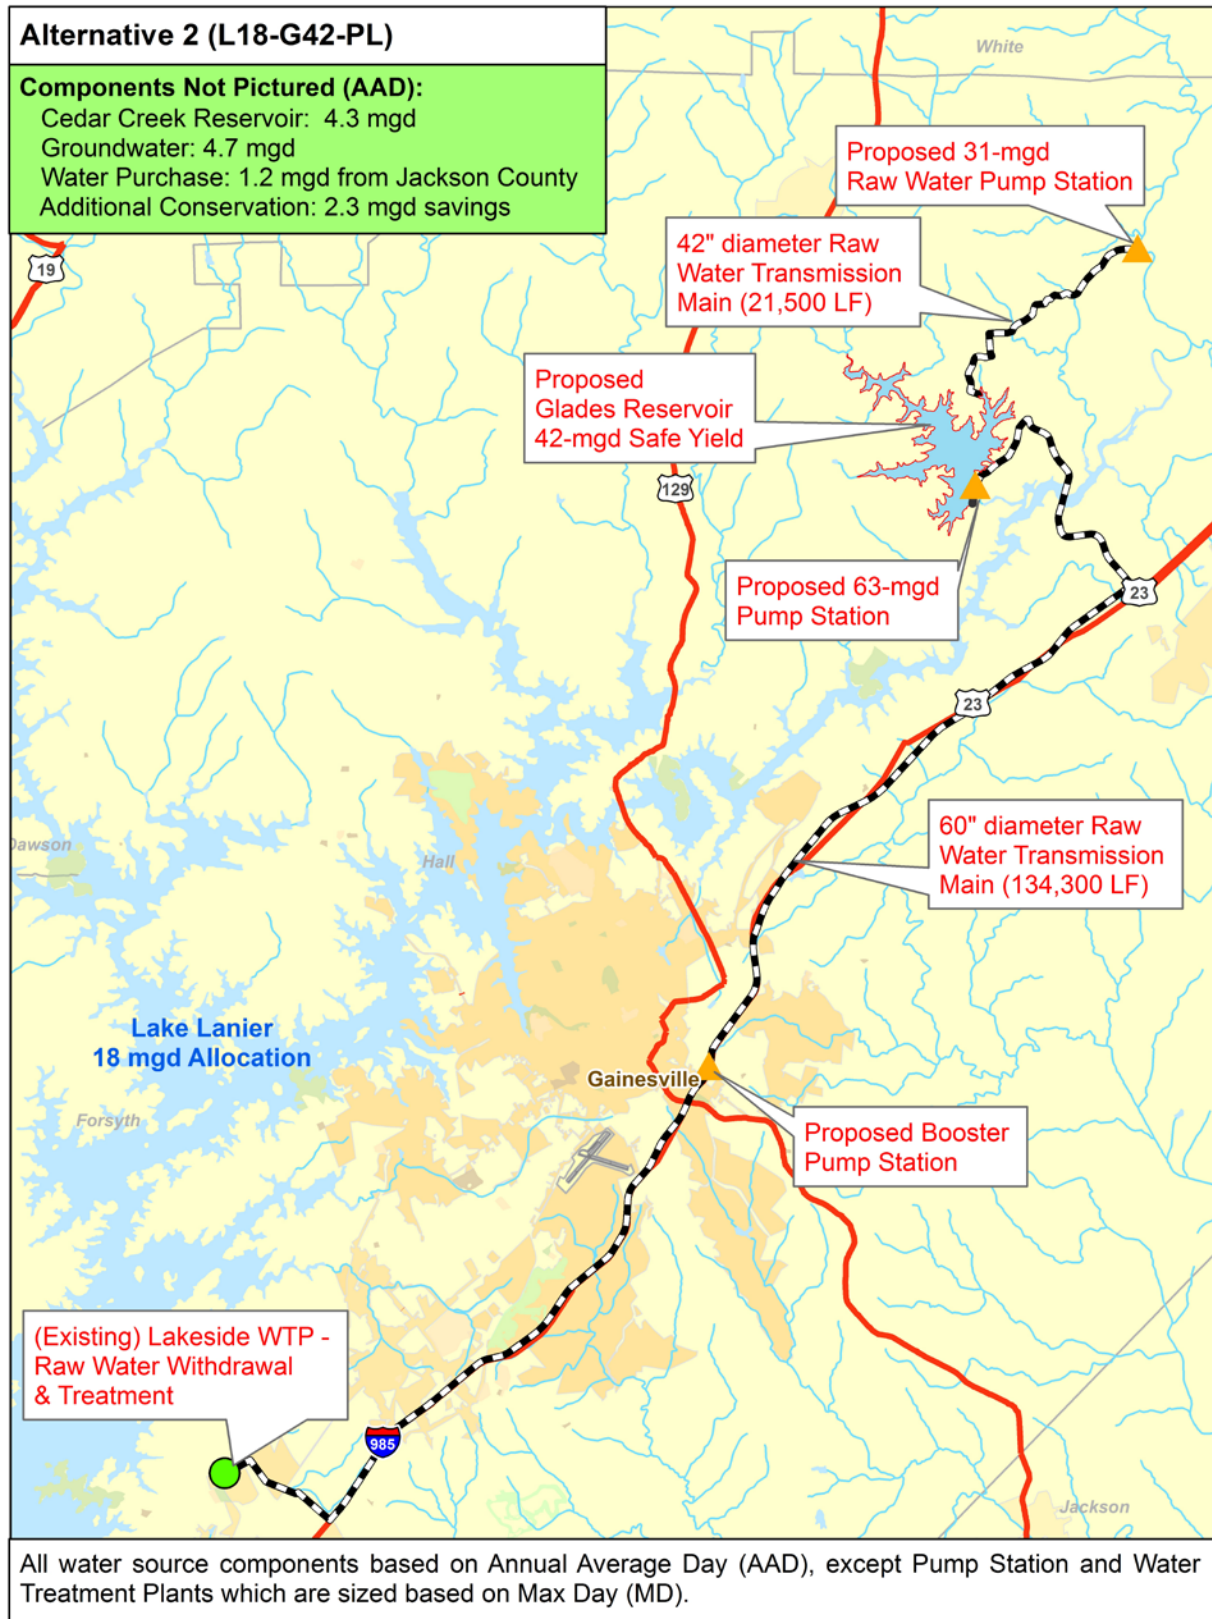 Alternative 2 (L18-G42-PL)
Components Not Pictured (AAD):
Cedar Creek Reservoir: 4.3 mgd
Groundwater: 4.7 mgd
Water Purchase: 1.2 mgd from Jackson County
Additional Conservation: 2.3 mgd savings
White
Proposed 31-mgd
Raw Water Pump Station
19
42" diameter Raw
Water Transmission
Main (21,500 LF)
Proposed
Glades Reservoir
42-mgd Safe Yield
129
Proposed 63-mgd
Pump Station
23
23
60" diameter Raw
Water Transmission
Main (134,300 LF)
Dawson
Hall
Lake Lanier
18 mgd Allocation
Gainesville
Forsyth
Proposed Booster
Pump Station
(Existing) Lakeside WTP -
Raw Water Withdrawal
& Treatment
985
Jackson
All water source components based on Annual Average Day (AAD), except Pump Station and Water
Treatment Plants which are sized based on Max Day (MD).